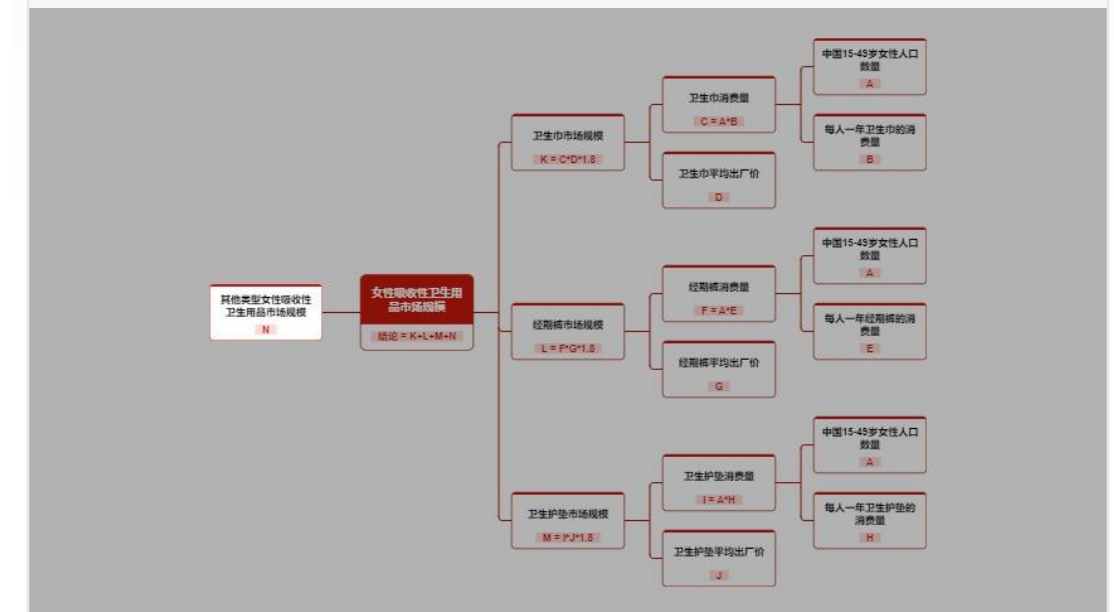 其他类型女性吸收性
卫生用品市场规模
N
女性吸收性卫生用
品市场规模
结论 = K+L+M+N
卫生巾市场规模
K = C*D*1.8
卫生巾消费量
C = A*B
中国15-49岁女性人口
数量
A
每人一年卫生巾的消
费量
B
卫生巾平均出厂价
D
经期裤市场规模
L = F*G*1.8
经期裤消费量
F = A*E
中国15-49岁女性人口
数量
A
每人一年经期裤的消
费量
E
经期裤平均出厂价
G
卫生护垫市场规模
M = I*J*1.8
卫生护垫消费量
I = A*H
中国15-49岁女性人口
数量
A
每人一年卫生护垫的
消费量
H
卫生护垫平均出厂价
J